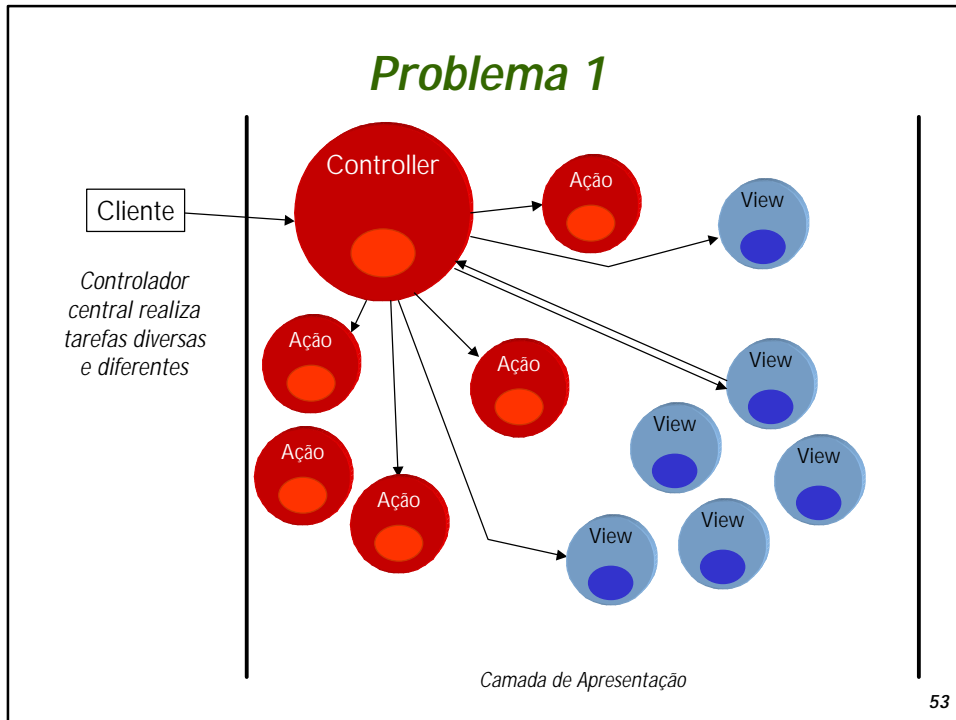 Problema 1
Controller
Ação
View
Cliente
Controlador
central realiza
tarefas diversas
e diferentes
Ação
Ação
View
View
Ação
View
Ação
View
View
Camada de Apresentação
53